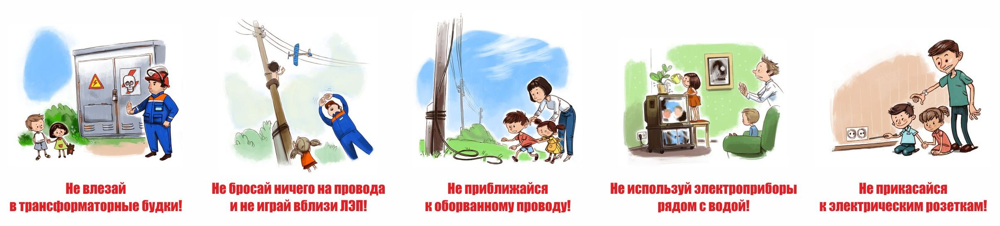 Не влезай
в трансформаторные будки!
Не бросай ничего на провода
и не играй вблизи ЛЭП!
Не приближайся
к оборванному проводу!
Не используй электроприборы
рядом с водой!
Не прикасайся
к электрическим розеткам!